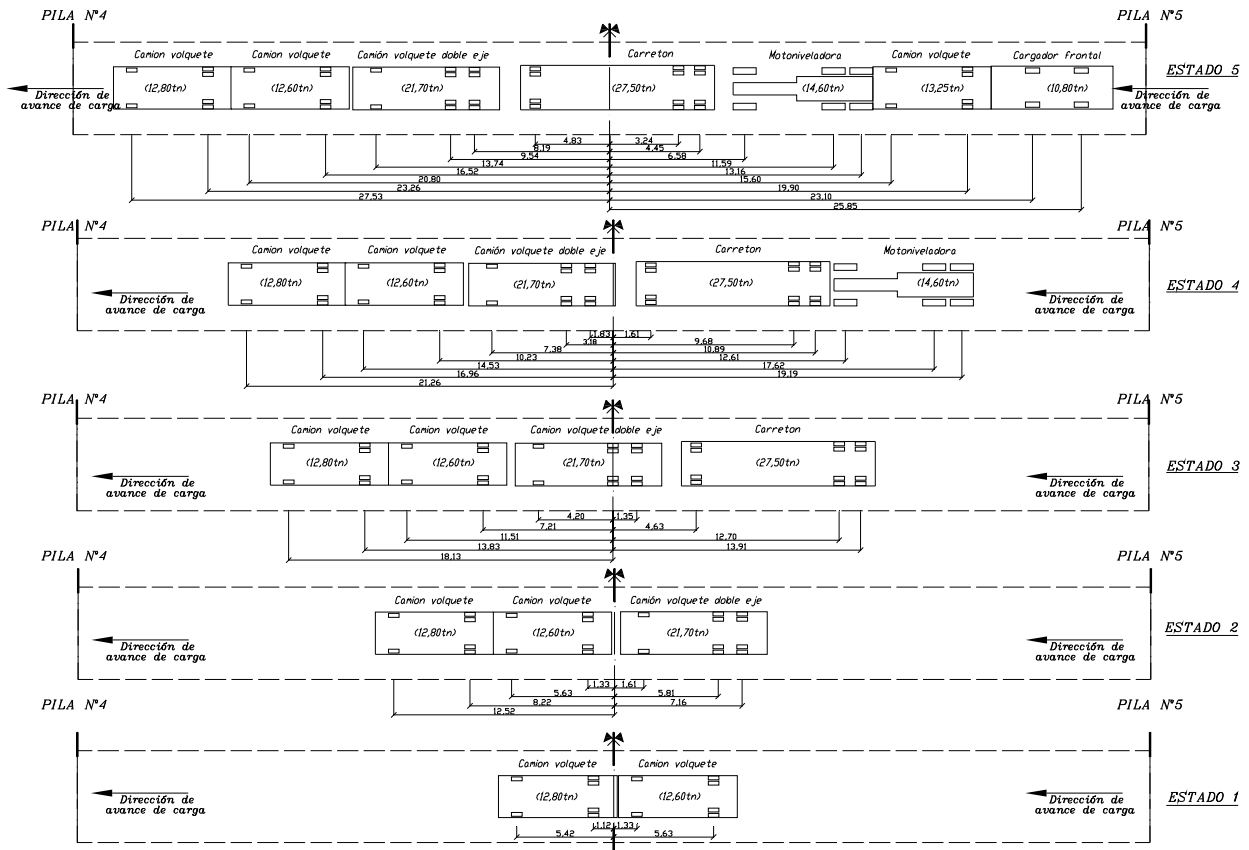 PILA N°4
PILA N°5
Camion volquete
Camion volquete
Camión volquete doble eje
Carreton
Motoniveladora
Camion volquete
Cargador frontal
ESTADO 5
(12,80tn)
(12,60tn)
(21,70tn)
(27,50tn)
(14,60tn)
(13,25tn)
(10,80tn)
Dirección de
avance de carga
Dirección de
avance de carga
4.83
3.24
8.19
4.45
9.54
6.58
13.74
11.59
16.52
13.16
20.80
15.60
23.26
19.90
27.53
23.10
25.85
PILA N°4
PILA N°5
Camion volquete
Camion volquete
Camión volquete doble eje
Carreton
Motoniveladora
ESTADO 4
(12,80tn)
(12,60tn)
(21,70tn)
(27,50tn)
(14,60tn)
Dirección de
avance de carga
Dirección de
avance de carga
1.83
1.61
3.18
9.68
7.38
10.89
10.23
12.61
14.53
17.62
16.96
19.19
21.26
PILA N°4
PILA N°5
Camion volquete
Camion volquete
Camion volquete doble eje
Carreton
ESTADO 3
(12,80tn)
(12,60tn)
(21,70tn)
(27,50tn)
Dirección de
avance de carga
Dirección de
avance de carga
4.20
1.35
7.21
4.63
11.51
12.70
13.83
13.91
18.13
PILA N°4
PILA N°5
Camion volquete
Camion volquete
Camión volquete doble eje
ESTADO 2
(12,80tn)
(12,60tn)
(21,70tn)
Dirección de
avance de carga
Dirección de
avance de carga
1.33
1.61
5.63
5.81
8.22
7.16
12.52
PILA N°4
PILA N°5
Camion volquete
Camion volquete
ESTADO 1
(12,80tn)
(12,60tn)
Dirección de
avance de carga
Dirección de
avance de carga
1.12
1.33
5.42
5.63